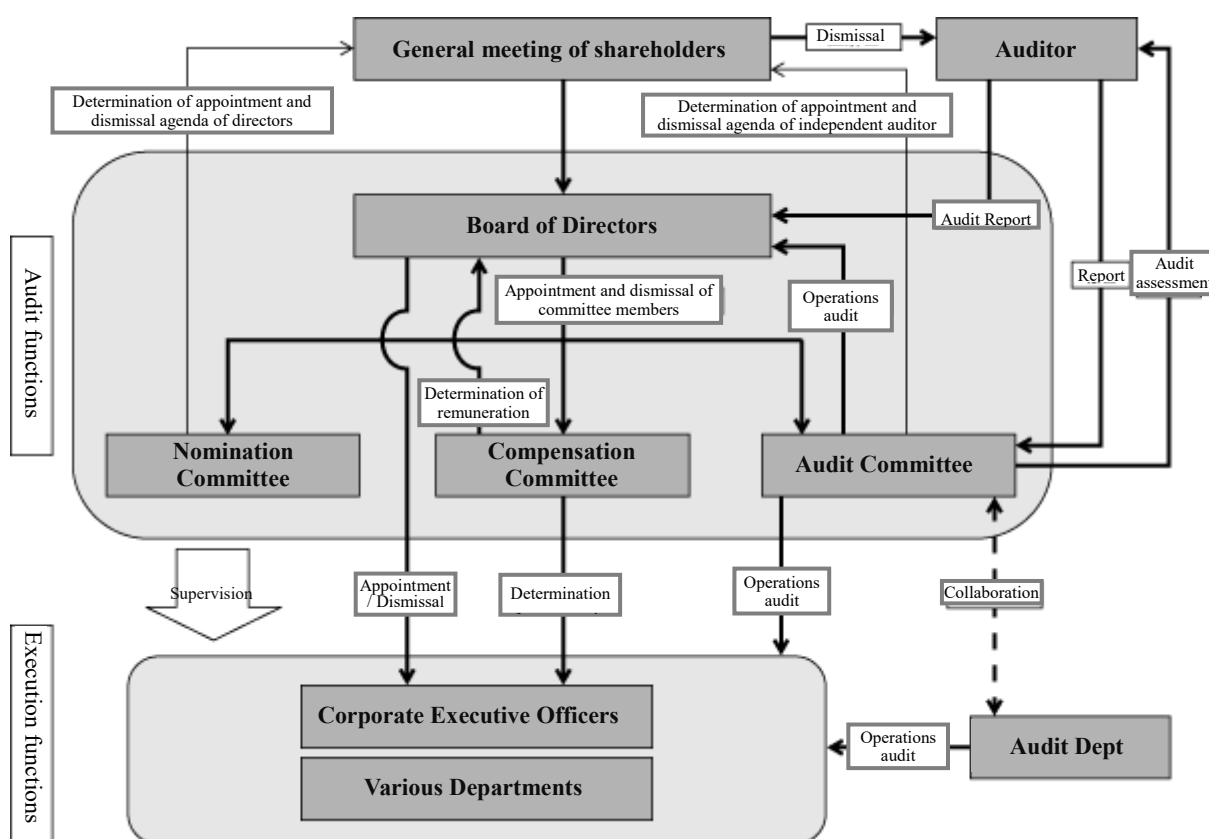 General meeting of shareholders
Dismissal
Auditor
Determination of appointment and
dismissal agenda of directors
Determination of appointment and
dismissal agenda of independent auditor
Board of Directors
Audit Report
Audit functions
Appointment and dismissal of
committee members
Operations
audit
Report
Audit
assessment
Determination of
remuneration
Nomination
Committee
Compensation
Committee
Audit Committee
Supervision
Appointment
/ Dismissal
Determination
Operations
audit
Collaboration
Execution functions
Corporate Executive Officers
Various Departments
Operations
audit
Audit Dept